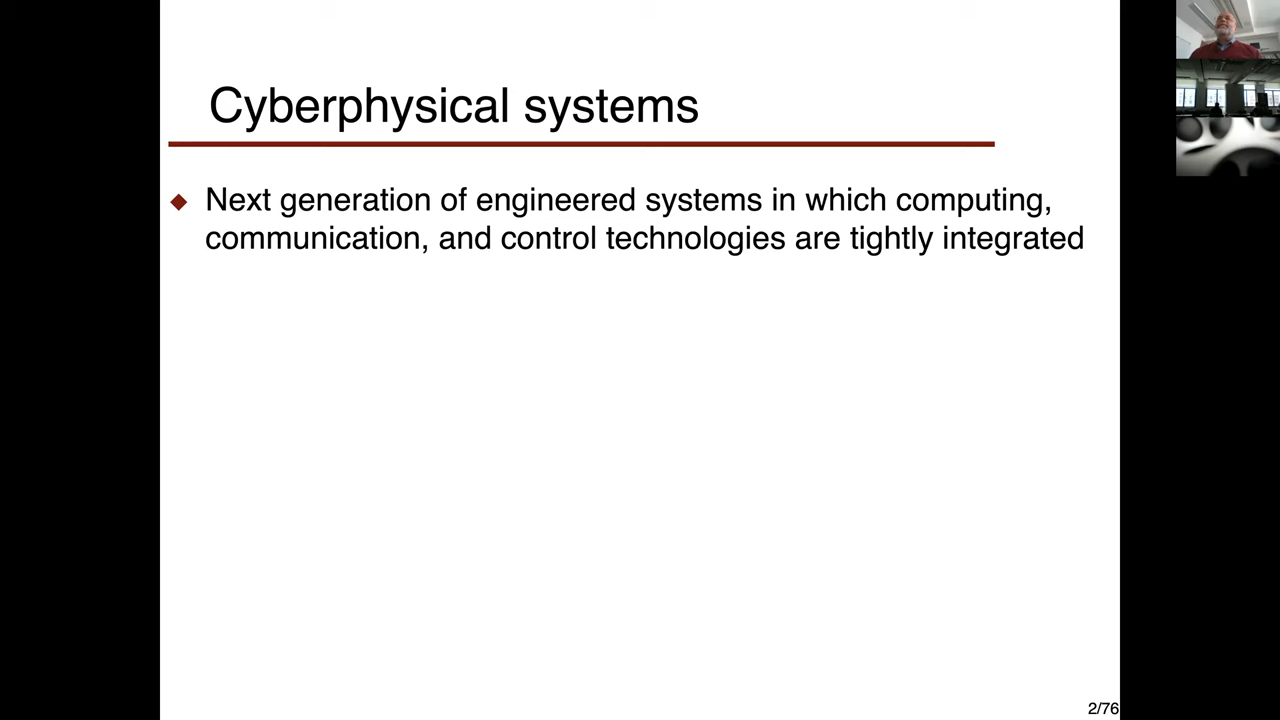 Cyberphysical systems
Next generation of engineered systems in which computing,
communication, and control technologies are tightly integrated
2/76